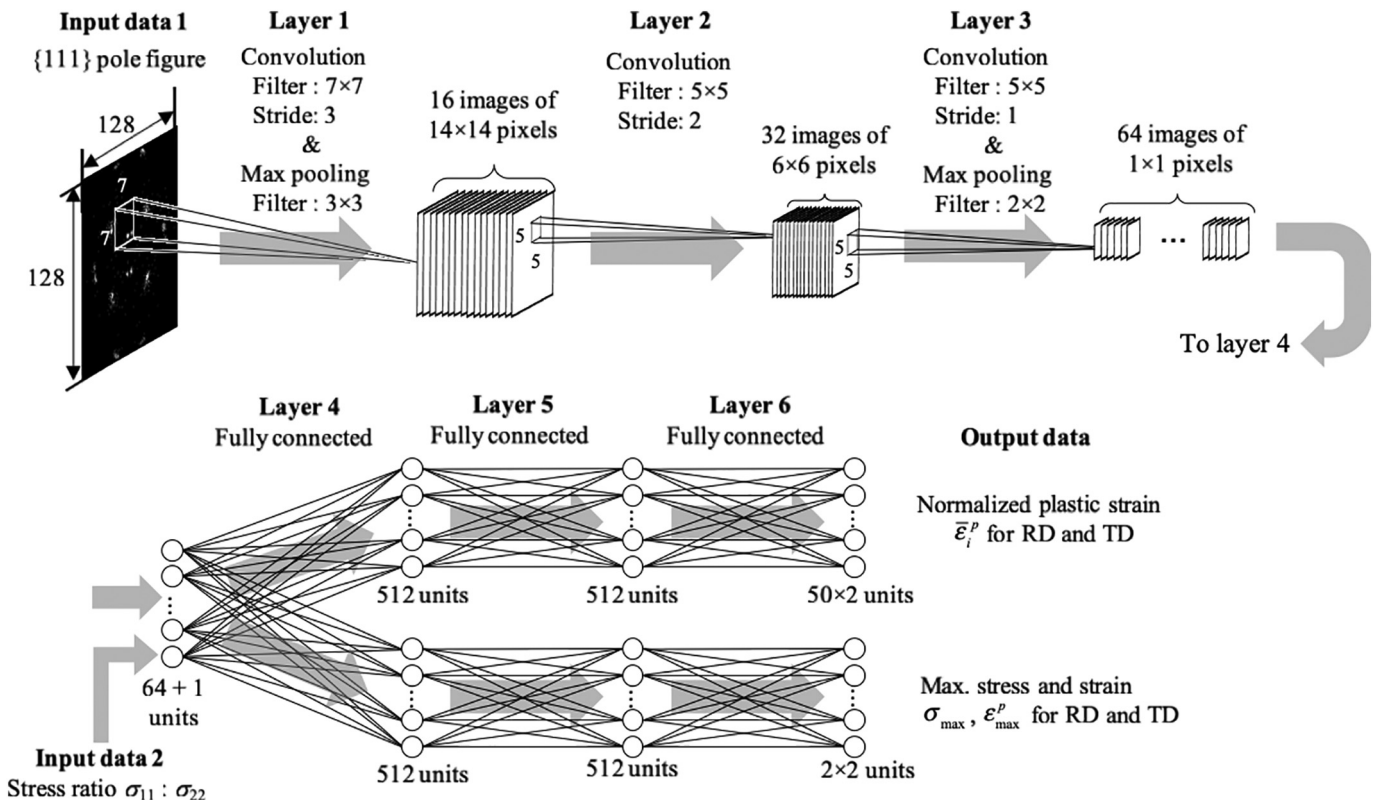 Input data 1
{111} pole figure
128
128
7
7
Layer 1
Convolution
Filter : 7×7
Stride: 3
&
Max pooling
Filter : 3×3
16 images of
14×14 pixels
5
5
Layer 2
Convolution
Filter : 5×5
Stride: 2
32 images of
6×6 pixels
5
5
Layer 3
Convolution
Filter : 5×5
Stride: 1
&
Max pooling
Filter : 2×2
64 images of
1×1 pixels
...
To layer 4
Layer 4
Fully connected
Layer 5
Fully connected
Layer 6
Fully connected
Output data
Normalized plastic strain
ε̅ᵢᵖ for RD and TD
512 units
512 units
50×2 units
64 + 1
units
Max. stress and strain
σmax , εᵖmax for RD and TD
512 units
512 units
2×2 units
Input data 2
Stress ratio σ₁₁ : σ₂₂